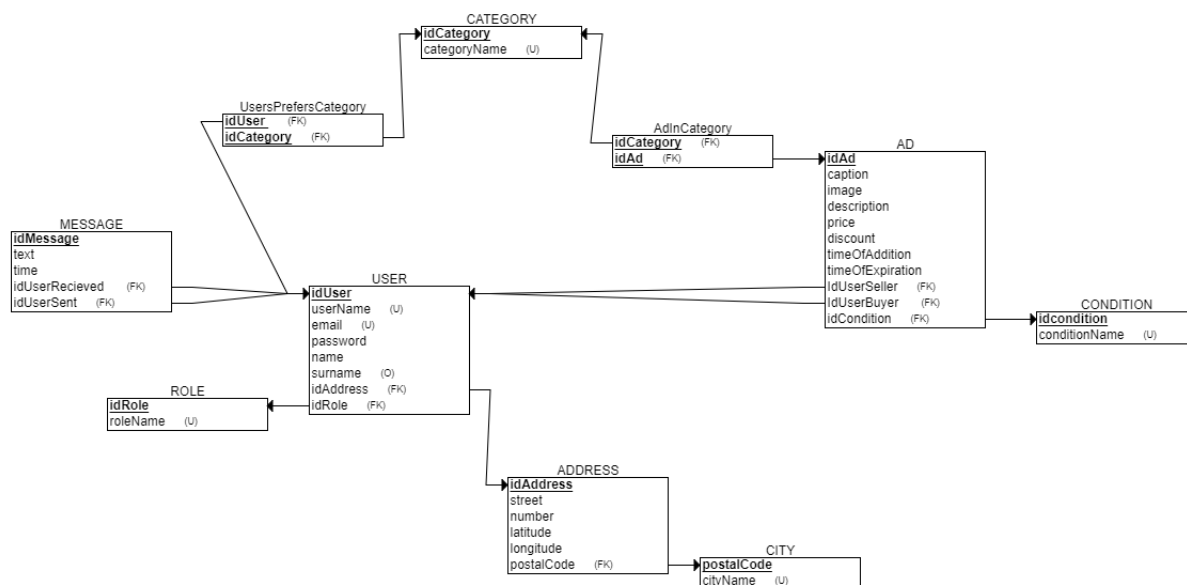 CATEGORY
idCategory
categoryName (U)
UsersPrefersCategory
idUser (FK)
idCategory (FK)
AdInCategory
idCategory (FK)
idAd (FK)
AD
idAd
caption
image
description
price
discount
timeOfAddition
timeOfExpiration
IdUserSeller (FK)
IdUserBuyer (FK)
idCondition (FK)
MESSAGE
idMessage
text
time
idUserRecieved (FK)
idUserSent (FK)
USER
idUser
userName (U)
email (U)
password
name
surname (O)
idAddress (FK)
idRole (FK)
CONDITION
idcondition
conditionName (U)
ROLE
idRole
roleName (U)
ADDRESS
idAddress
street
number
latitude
longitude
postalCode (FK)
CITY
postalCode
cityName (U)